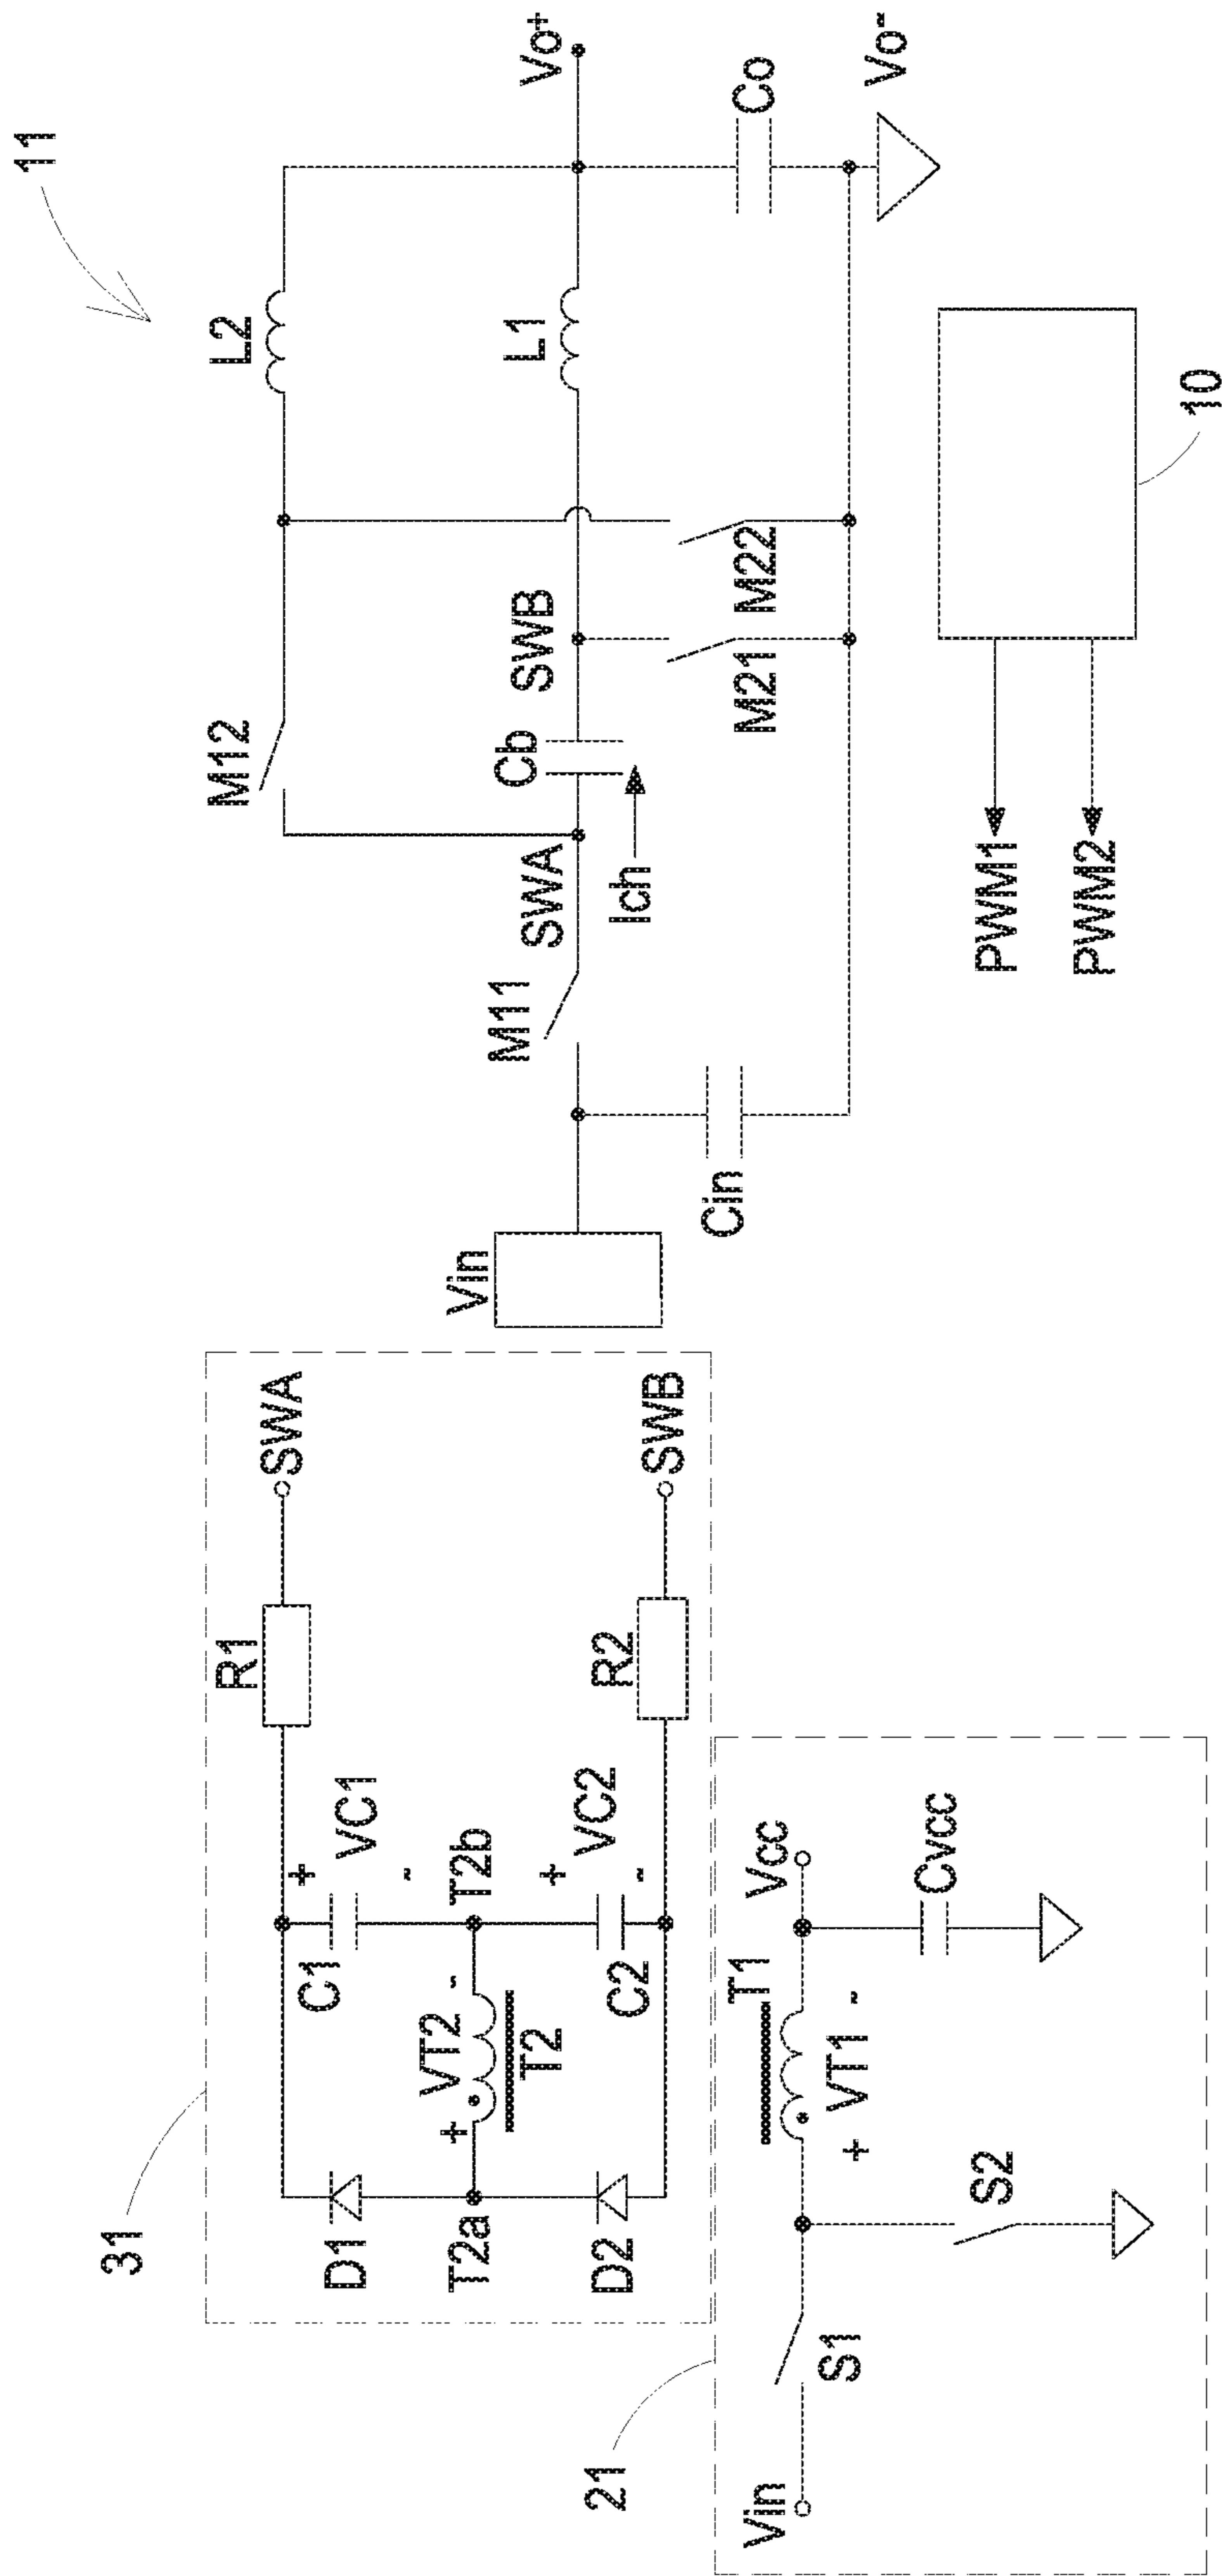 11
L2
Vo+
L1
Co
Vo-
M12
SWB
Cb
M22
M21
SWA
Ich
M11
Vin
Cin
PWM1
PWM2
10
31
R1
SWA
+
VC1
-
C1
D1
T2b
VT2
+
-
T2
T2a
+
VC2
-
C2
D2
R2
SWB
21
T1
Vcc
VT1
+
-
Cvcc
Vin
S1
S2